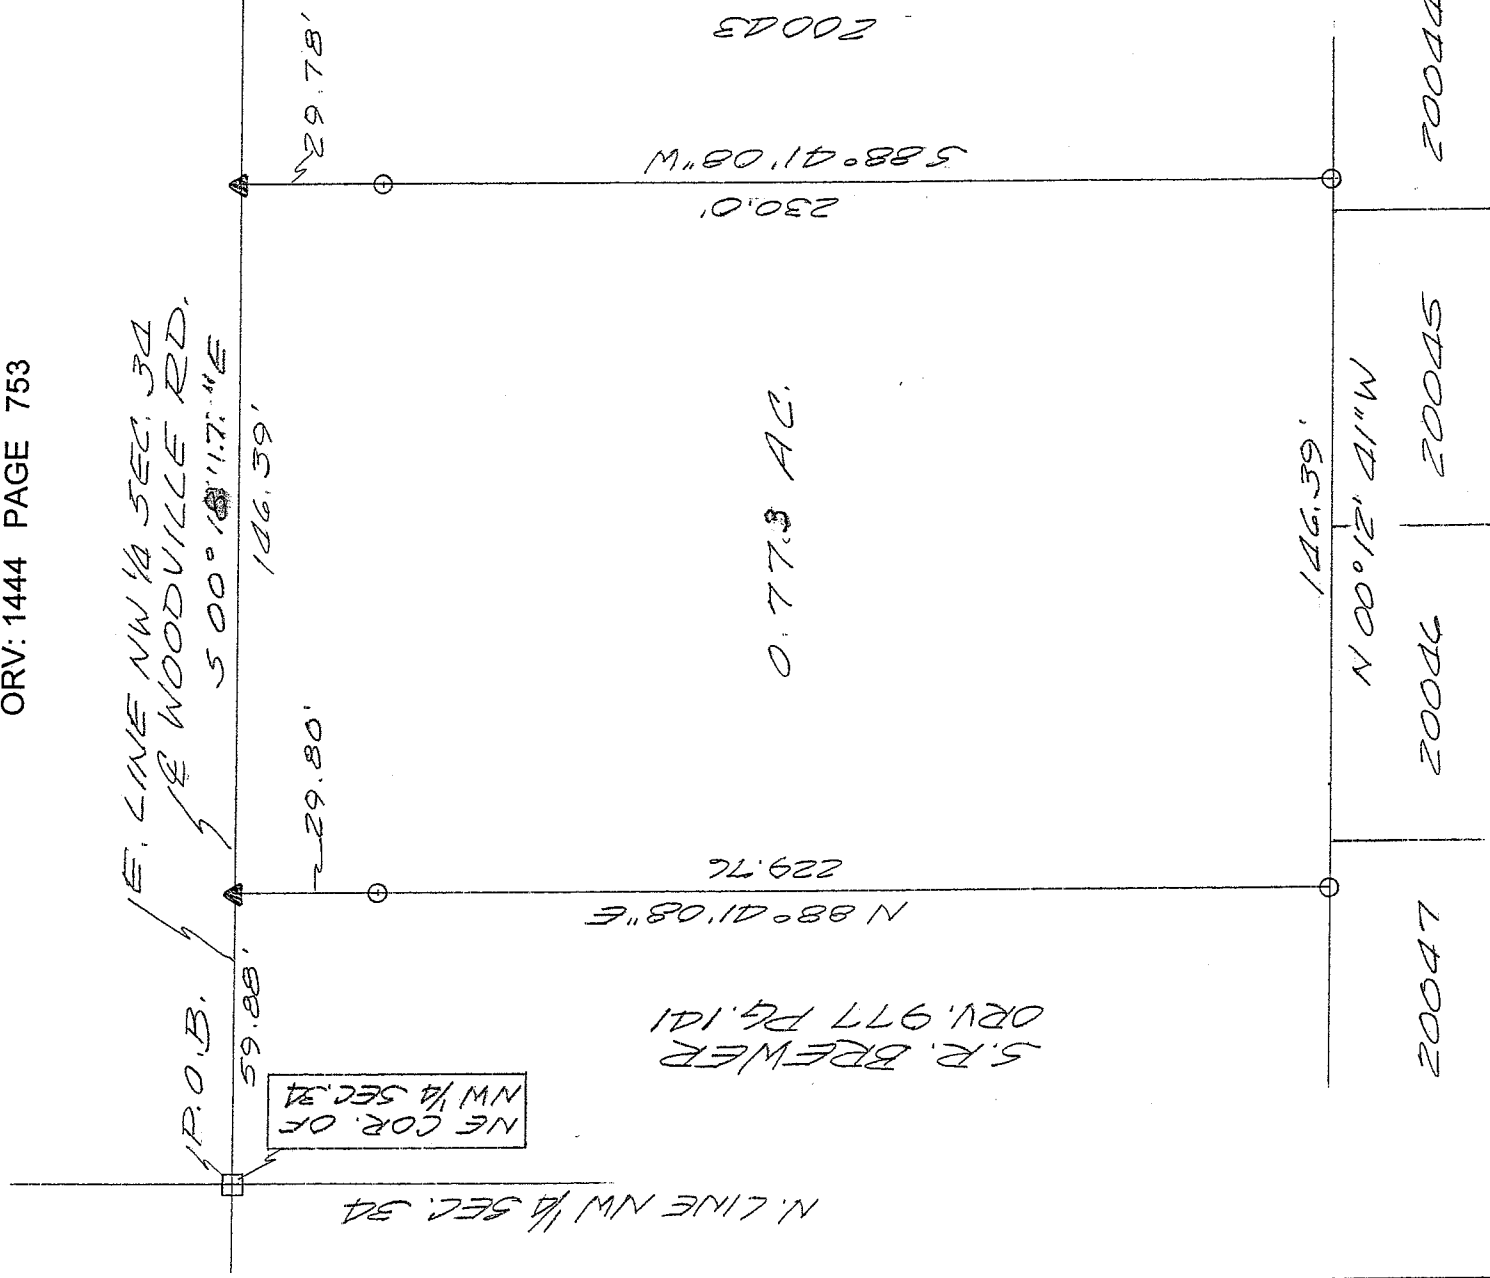 ORV: 1444 PAGE 753
E. LINE NW 1/4 SEC. 34
℄ WOODVILLE RD.
146.39'
29.78'
29.80'
59.88'
P.O.B.
20043
S 88° 41' 08" W
230.0'
0.773 AC.
229.76
N 88° 41' 08" E
S.R. BREWER
ORV. 977 PG. 141
NE COR. OF
NW 1/4 SEC. 34
N. LINE NW 1/4 SEC. 34
146.39'
N 00° 12' 41" W
20044
20045
20046
20047